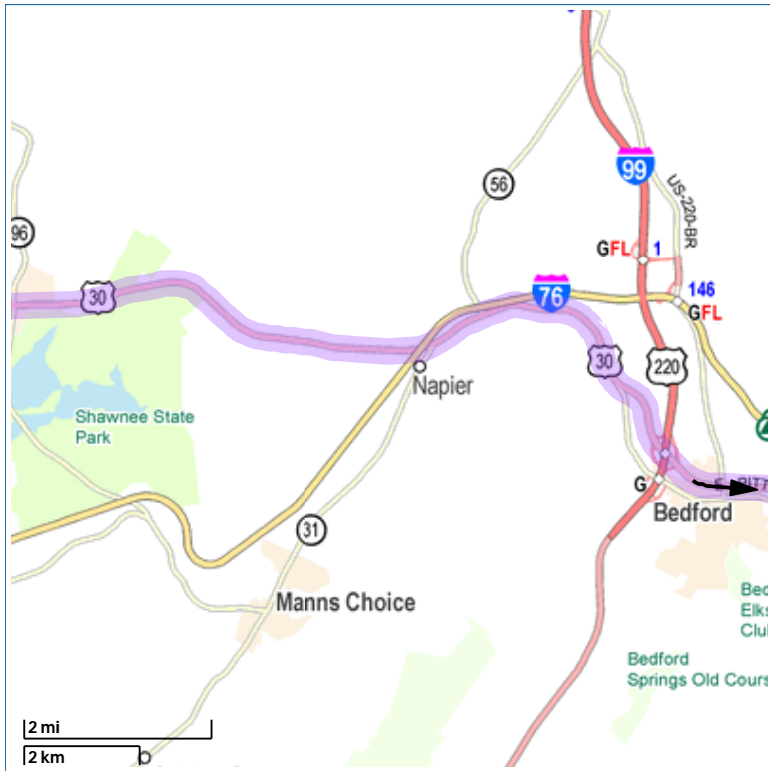 99
56
US-220-BR
96
GFL
1
30
76
146
GFL
30
220
Napier
Shawnee State
Park
G
Bedford
31
Manns Choice
Bedford
Springs Old Cours
2 mi
2 km